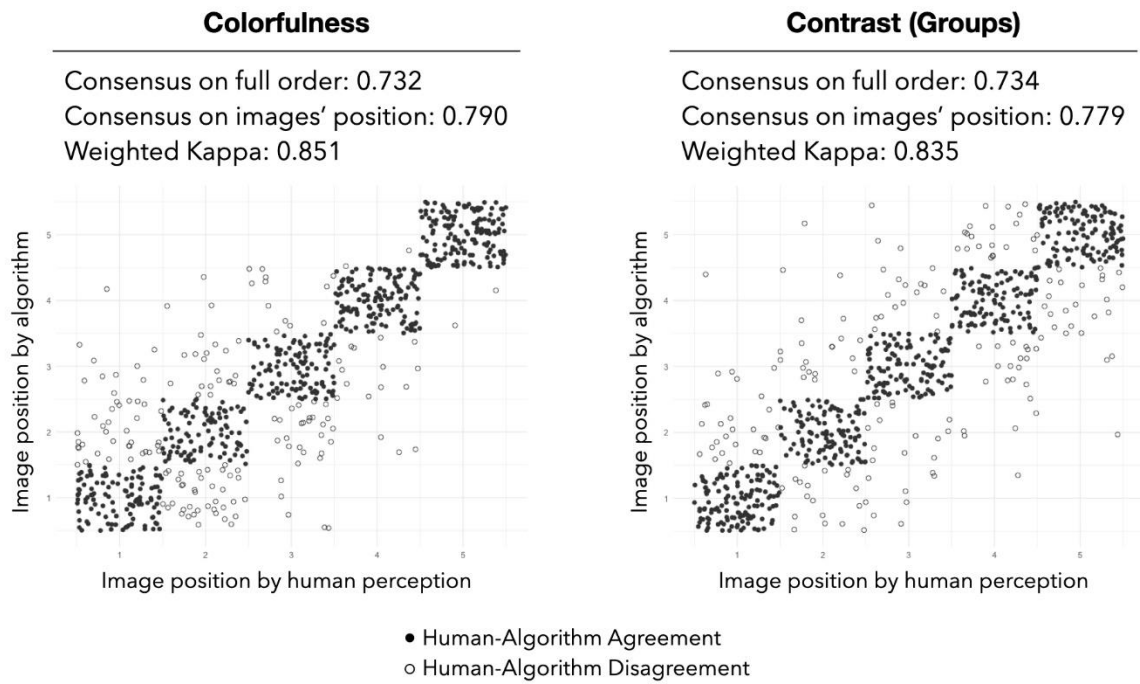 Colorfulness
Consensus on full order: 0.732
Consensus on images‘ position: 0.790
Weighted Kappa: 0.851
Image position by algorithm
5
4
3
2
1
1 2 3 4 5
Image position by human perception
Contrast (Groups)
Consensus on full order: 0.734
Consensus on images‘ position: 0.779
Weighted Kappa: 0.835
Image position by algorithm
5
4
3
2
1
1 2 3 4 5
Image position by human perception
Human-Algorithm Agreement
Human-Algorithm Disagreement